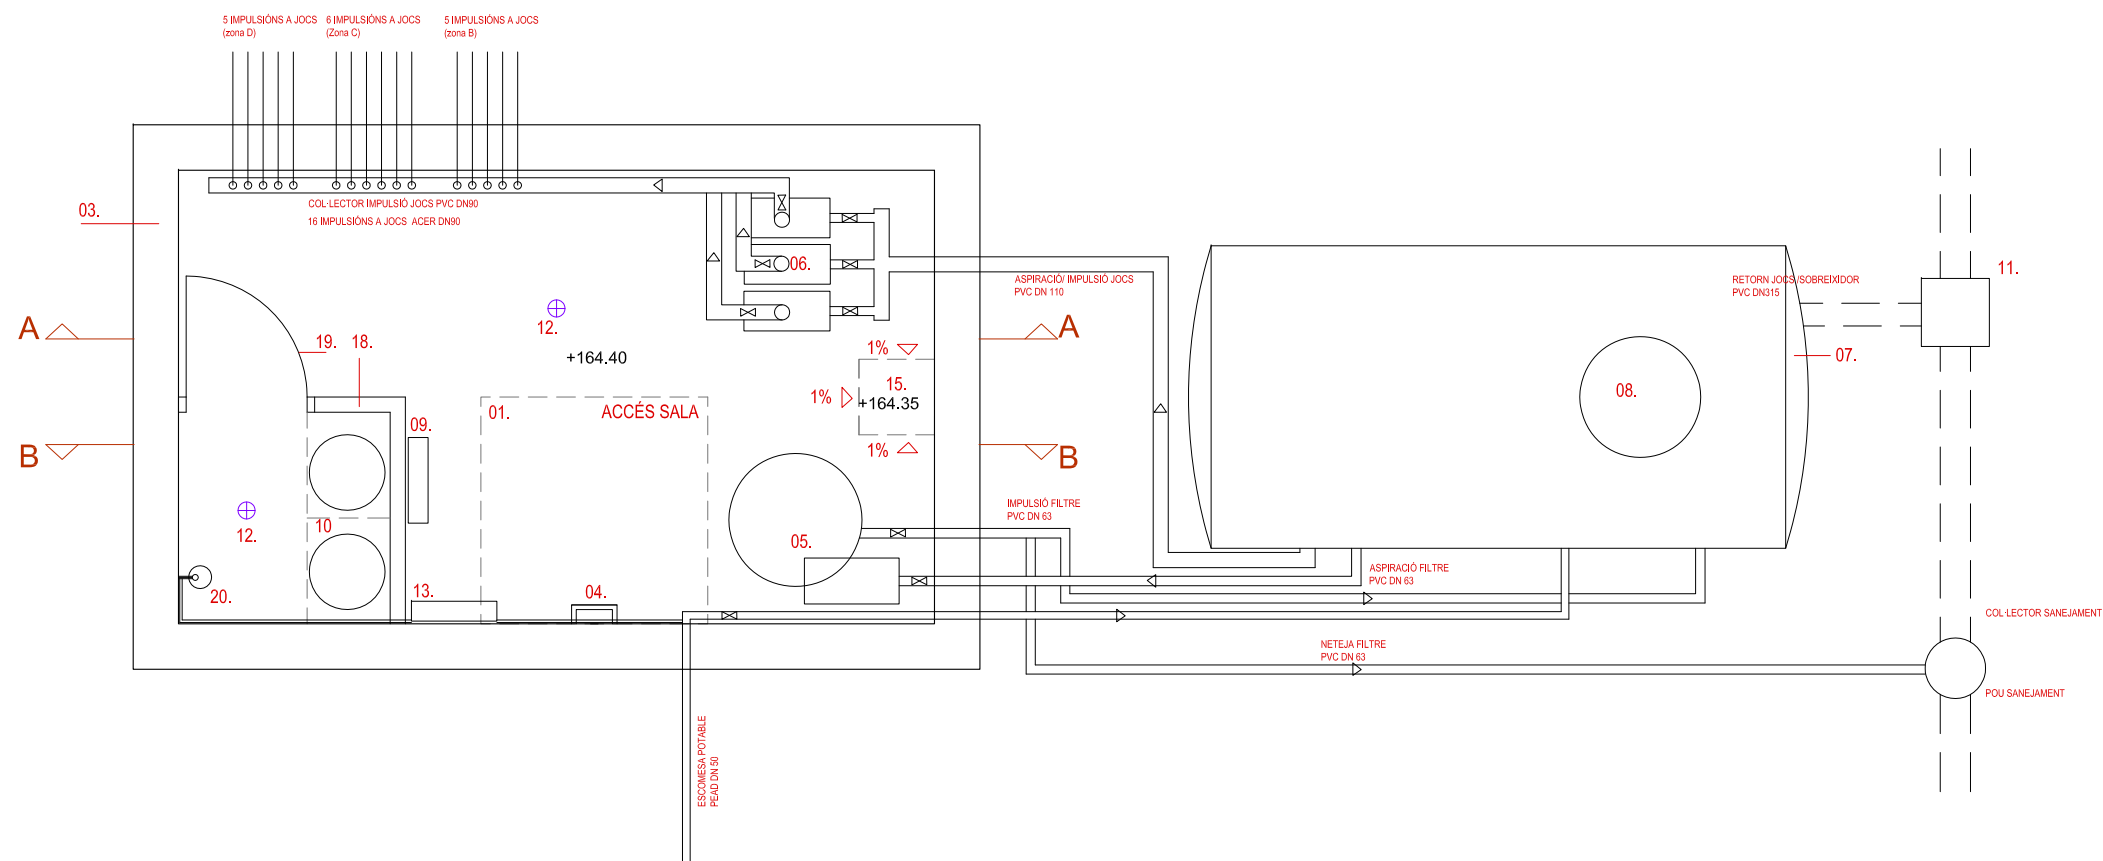 5 IMPULSIÓNS A JOCS
(zona D)
6 IMPULSIÓNS A JOCS
(Zona C)
5 IMPULSIÓNS A JOCS
(zona B)
COL·LECTOR IMPULSIÓ JOCS PVC DN90
16 IMPULSIÓNS A JOCS ACER DN90
03.
06.
ASPIRACIÓ/ IMPULSIÓ JOCS
PVC DN 110
RETORN JOCS /SOBREIXIDOR
PVC DN315
11.
A
A
12.
+164.40
19.
18.
1%
15.
+164.35
1%
1%
07.
08.
01.
ACCÉS SALA
09.
B
B
10
12.
05.
IMPULSIÓ FILTRE
PVC DN 63
ASPIRACIÓ FILTRE
PVC DN 63
20.
13.
04.
COL·LECTOR SANEJAMENT
NETEJA FILTRE
PVC DN 63
POU SANEJAMENT
ESCOMESA POTABLE
PEAD DN 50